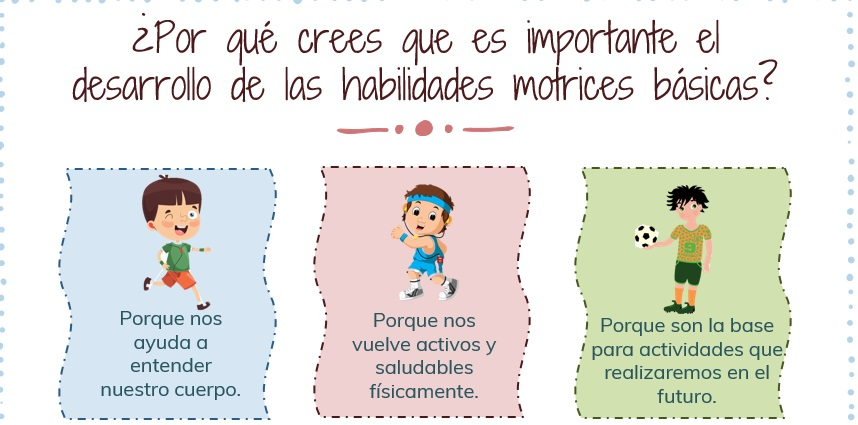 ¿Por qué crees que es importante el
desarrollo de las habilidades motrices básicas?
Porque nos
ayuda a
entender
nuestro cuerpo.
Porque nos
vuelve activos y
saludables
físicamente.
9
Porque son la base
para actividades que
realizaremos en el
futuro.